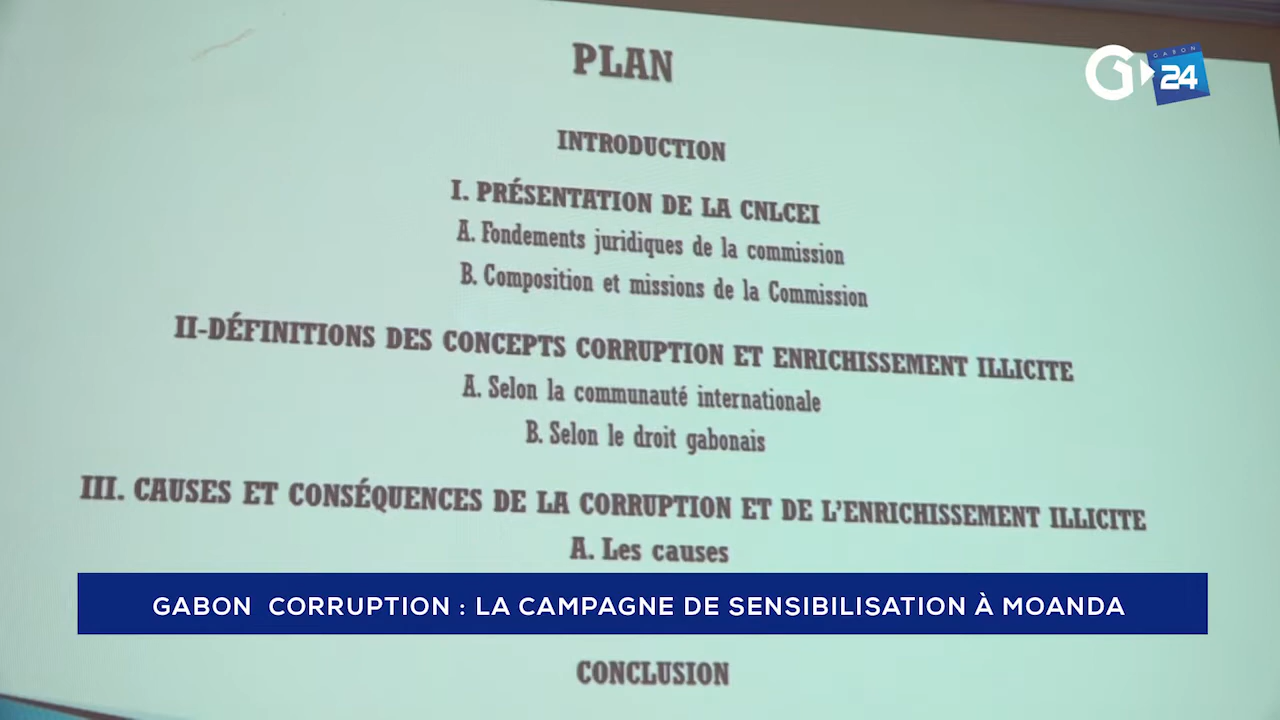 PLAN
GABON
G 24
INTRODUCTION
I. PRÉSENTATION DE LA CNLCEI
A. Fondements juridiques de la commission
B. Composition et missions de la Commission
II-DÉFINITIONS DES CONCEPTS CORRUPTION ET ENRICHISSEMENT ILLICITE
A. Selon la communauté internationale
B. Selon le droit gabonais
III. CAUSES ET CONSÉQUENCES DE LA CORRUPTION ET DE L'ENRICHISSEMENT ILLICITE
A. Les causes
GABON CORRUPTION : LA CAMPAGNE DE SENSIBILISATION À MOANDA
CONCLUSION